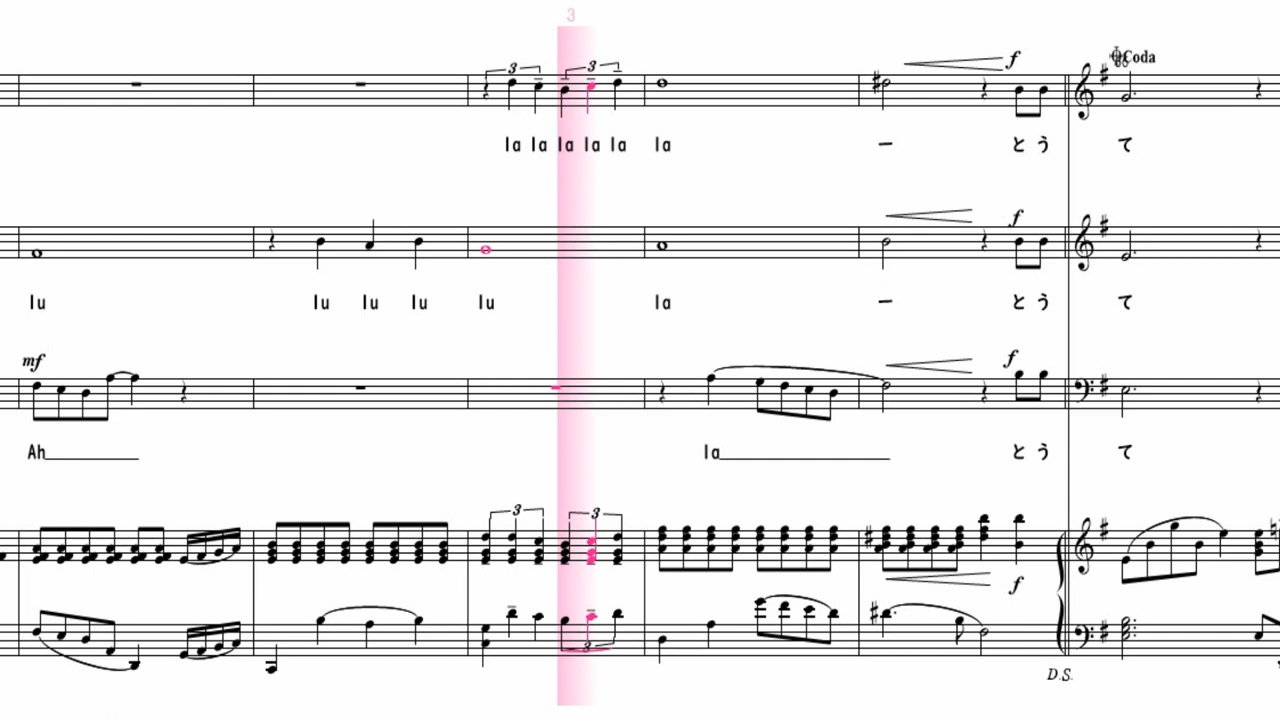 3
f
Coda
3 3
la la la la la la ー とう て
f
lu lu lu lu lu la ー とう て
mf
f
Ah la とう て
3 3
f
3
D.S.